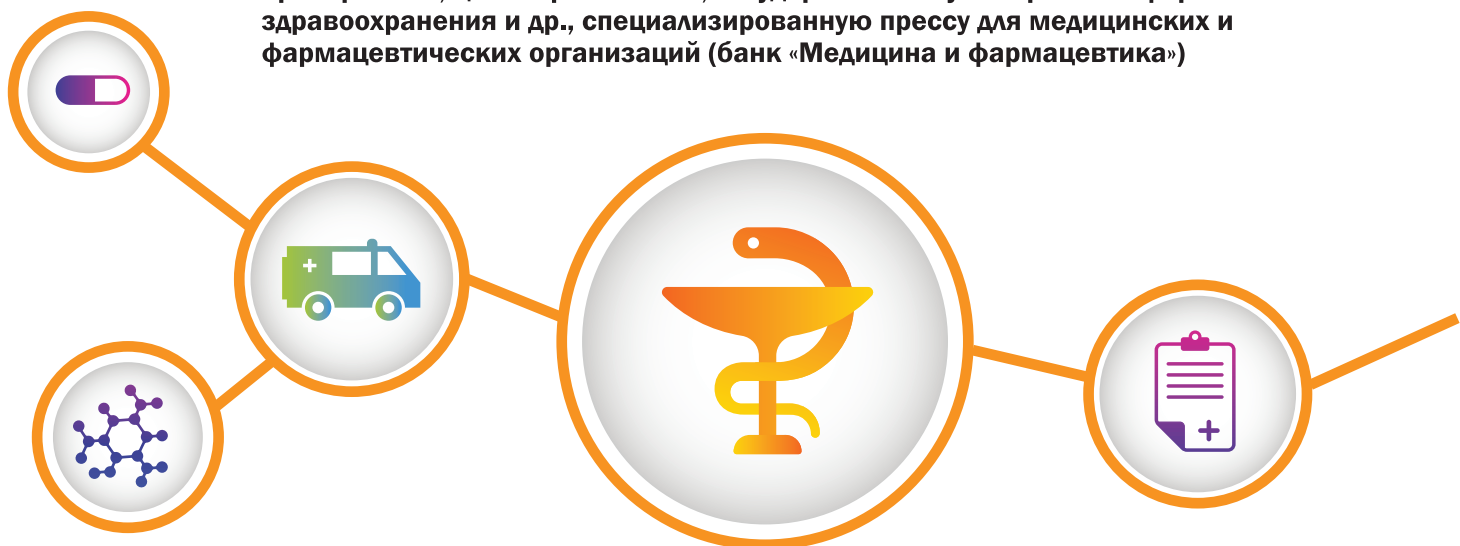 здравоохранения и др., специализированную прессу для медицинских и
фармацевтических организаций (банк «Медицина и фармацевтика»)